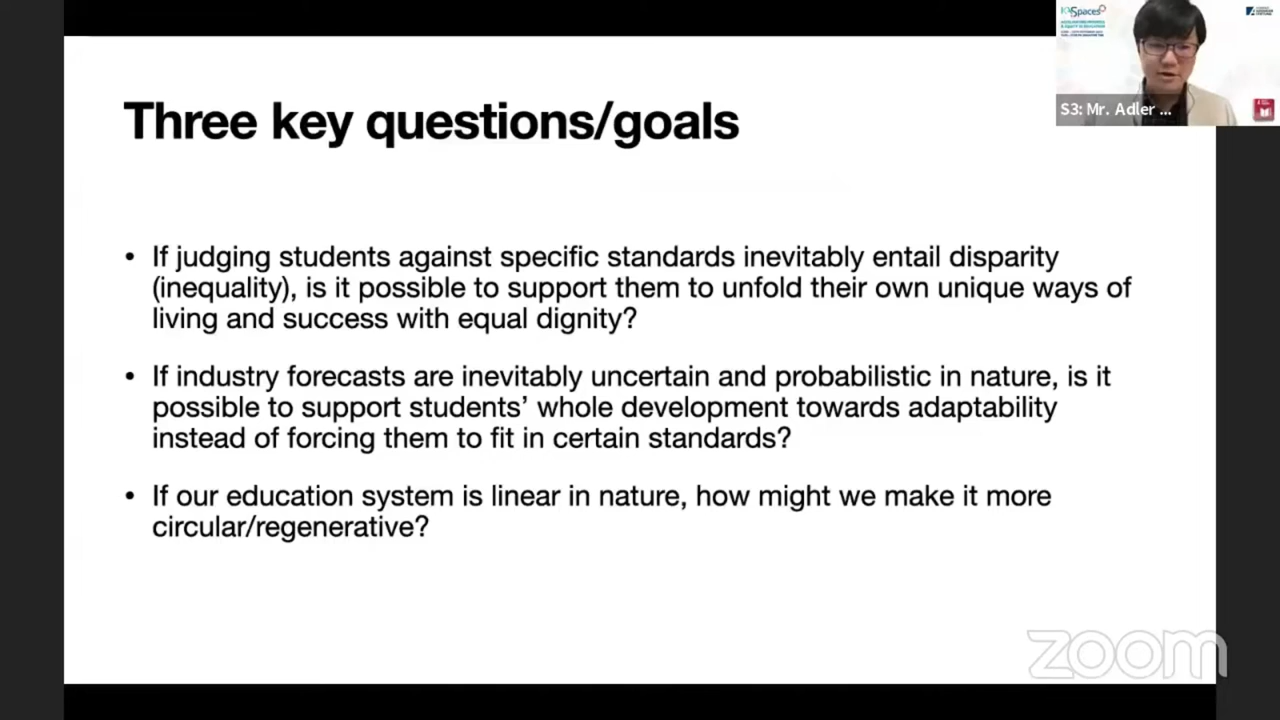 Three key questions/goals
• If judging students against specific standards inevitably entail disparity
(inequality), is it possible to support them to unfold their own unique ways of
living and success with equal dignity?
• If industry forecasts are inevitably uncertain and probabilistic in nature, is it
possible to support students’ whole development towards adaptability
instead of forcing them to fit in certain standards?
• If our education system is linear in nature, how might we make it more
circular/regenerative?
S3: Mr. Adler ...
zoom